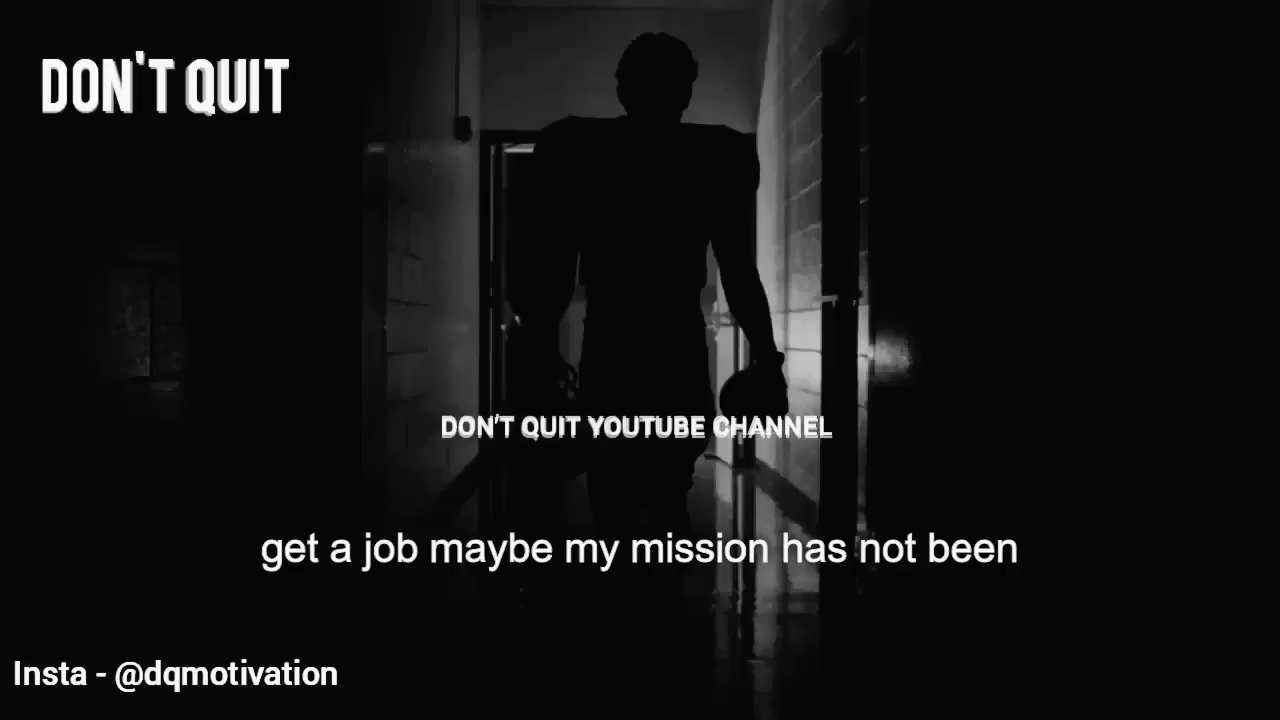 DON'T QUIT
DON'T QUIT YOUTUBE CHANNEL
get a job maybe my mission has not been
Insta - @dqmotivation